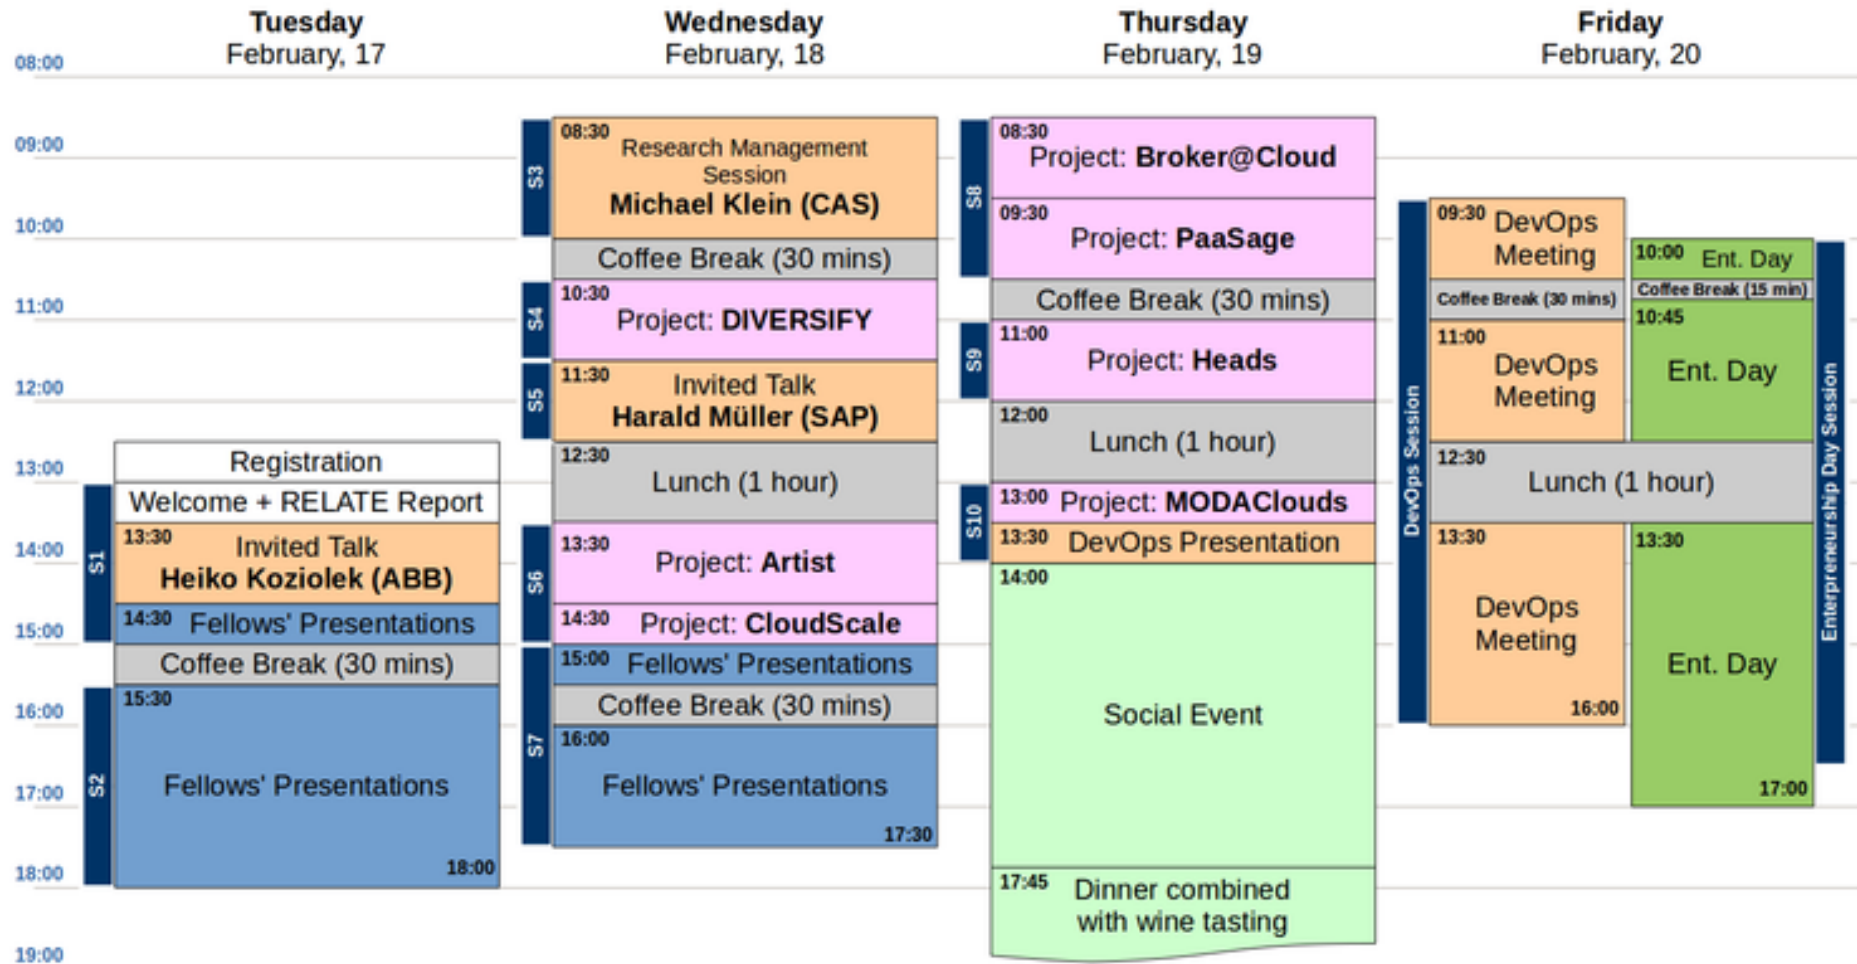 Tuesday
February, 17
Wednesday
February, 18
Thursday
February, 19
Friday
February, 20
08:00
09:00
10:00
11:00
12:00
13:00
14:00
15:00
16:00
17:00
18:00
19:00
Registration
S1
Welcome + RELATE Report
13:30
Invited Talk
Heiko Koziolek (ABB)
14:30 Fellows' Presentations
Coffee Break (30 mins)
S2
15:30
Fellows' Presentations
18:00
S3
08:30
Research Management
Session
Michael Klein (CAS)
Coffee Break (30 mins)
S4
10:30
Project: DIVERSIFY
S5
11:30
Invited Talk
Harald Müller (SAP)
12:30
Lunch (1 hour)
S6
13:30
Project: Artist
14:30 Project: CloudScale
S7
15:00 Fellows' Presentations
Coffee Break (30 mins)
16:00
Fellows' Presentations
17:30
S8
08:30
Project: Broker@Cloud
09:30
Project: PaaSage
Coffee Break (30 mins)
S9
11:00
Project: Heads
12:00
Lunch (1 hour)
S10
13:00 Project: MODAClouds
13:30 DevOps Presentation
14:00
Social Event
17:45
Dinner combined
with wine tasting
DevOps Session
09:30 DevOps
Meeting
Coffee Break (30 mins)
11:00
DevOps
Meeting
12:30
Lunch (1 hour)
13:30
DevOps
Meeting
16:00
10:00 Ent. Day
Coffee Break (15 min)
10:45
Ent. Day
13:30
Ent. Day
17:00
Enterpreneurship Day Session